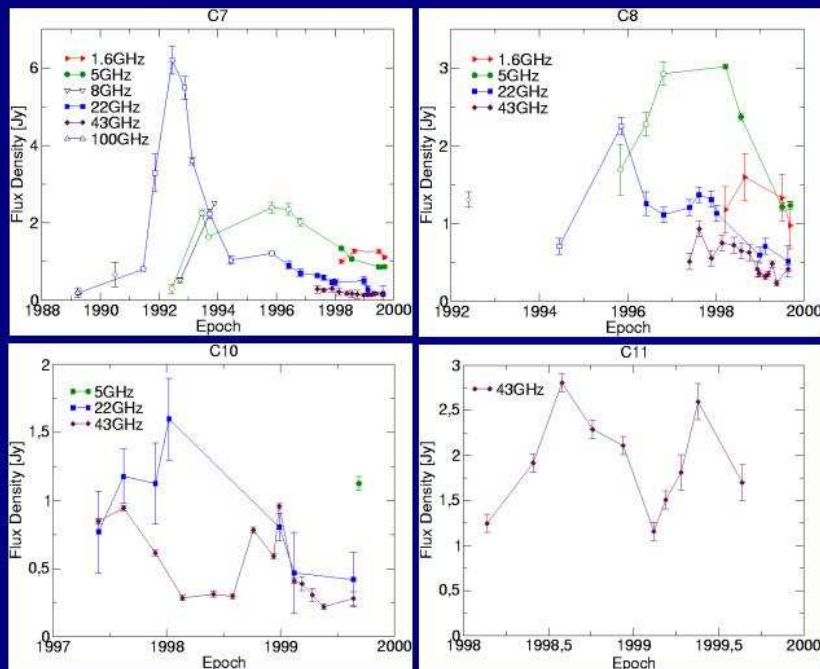 C7
6
4
2
0
Flux Density [Jy]
1.6GHz
5GHz
8GHz
22GHz
43GHz
100GHz
1988
1990
1992
1994
1996
1998
2000
Epoch
C8
3
2
1
0
Flux Density [Jy]
1.6GHz
5GHz
22GHz
43GHz
1992
1994
1996
1998
2000
Epoch
C10
2
1,5
1
0,5
0
Flux Density [Jy]
5GHz
22GHz
43GHz
1997
1998
1999
2000
Epoch
C11
3
2,5
2
1,5
1
0,5
0
Flux Density [Jy]
43GHz
1998
1998,5
1999
1999,5
2000
Epoch